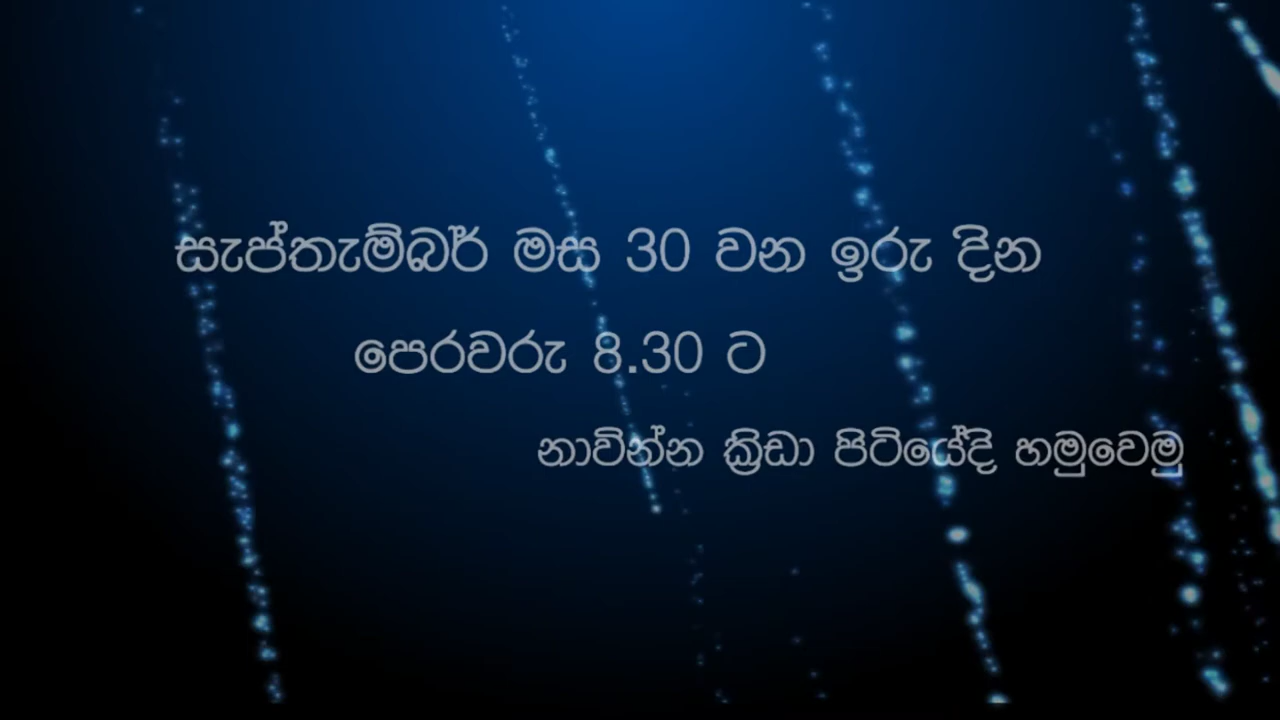 සැප්තැම්බර් මස 30 වන ඉරු දින
පෙරවරු 8.30 ට
නාවින්න ක්‍රිඩා පිටියේදි හමුවෙමු